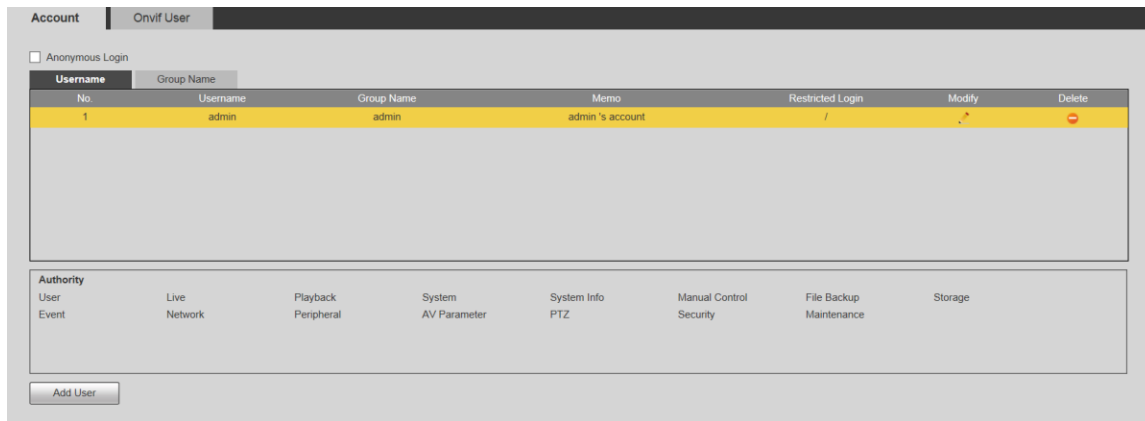 Account Onvif User
Anonymous Login
Username Group Name
No. Username Group Name Memo Restricted Login Modify Delete
1 admin admin admin 's account /
Authority
User Live Playback System System Info Manual Control File Backup Storage
Event Network Peripheral AV Parameter PTZ Security Maintenance
Add User